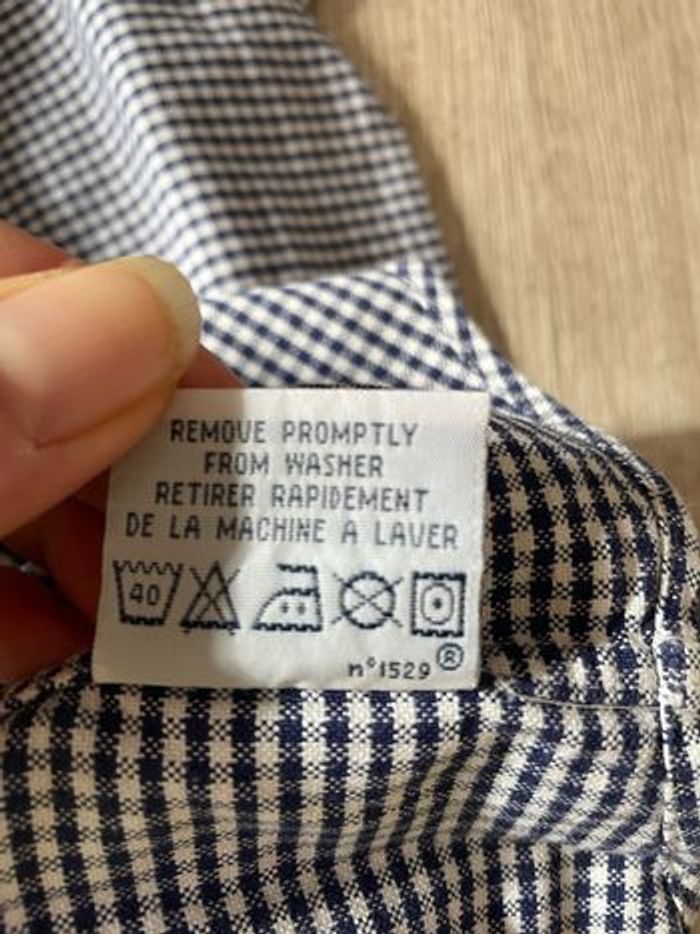 REMOVE PROMPTLY
FROM WASHER
RETIRER RAPIDEMENT
DE LA MACHINE A LAVER
40
n°1529 ®